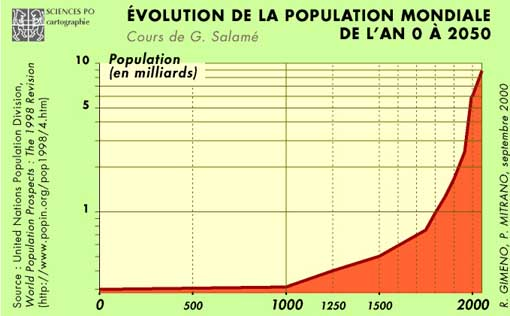 SCIENCES PO
cartographie
ÉVOLUTION DE LA POPULATION MONDIALE
DE L'AN 0 À 2050
Cours de G. Salamé
Population
(en milliards)
10
5
1
0
500
1000
1250
1500
2000
Source : United Nations Population Division,
World Population Prospects : The 1998 Revision
[http://www.popin.org/pop1998/4.htm]
R. GIMENO, P. MITRANO, septembre 2000